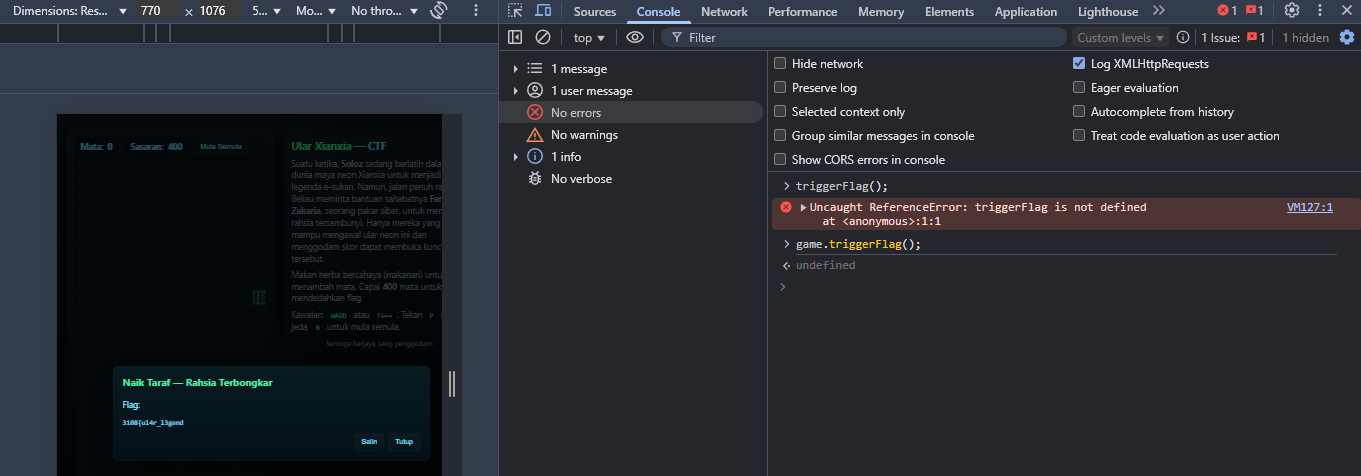 Dimensions: Res... 770 × 1076 5... Mo... No thro...
Sources Console Network Performance Memory Elements Application Lighthouse 1 1
top Filter Custom levels 1 Issue: 1 1 hidden
1 message
1 user message
No errors
No warnings
1 info
No verbose
Hide network
Log XMLHttpRequests
Preserve log
Eager evaluation
Selected context only
Autocomplete from history
Group similar messages in console
Treat code evaluation as user action
Show CORS errors in console
triggerFlag();
Uncaught ReferenceError: triggerFlag is not defined VM127:1
at <anonymous>:1:1
game.triggerFlag();
undefined
Mata: 0 Sasaran: 400 Mula Semula
Ular Xianxia — CTF
Suatu ketika, Soloz sedang berlatih dala
dunia maya neon Xianxia untuk menjadi
legenda e-sukan. Namun, jalan penuh ra
Beliau meminta bantuan sahabatnya Far
Zakaria, seorang pakar siber, untuk me
rahsia tersembunyi. Hanya mereka yang
mampu mengawal ular neon ini dan
menggodam skor dapat membuka kunc
tersebut.
Makan herba bercahaya (makanan) untu
menambah mata. Capai 400 mata untuk
mendedahkan flag.
Kawalan: WASD atau . Tekan P
jeda, R untuk mula semula.
Semoga berjaya, sang penggodam.
Naik Taraf — Rahsia Terbongkar
Flag:
3108{ul4r_l3gend
Salin Tutup